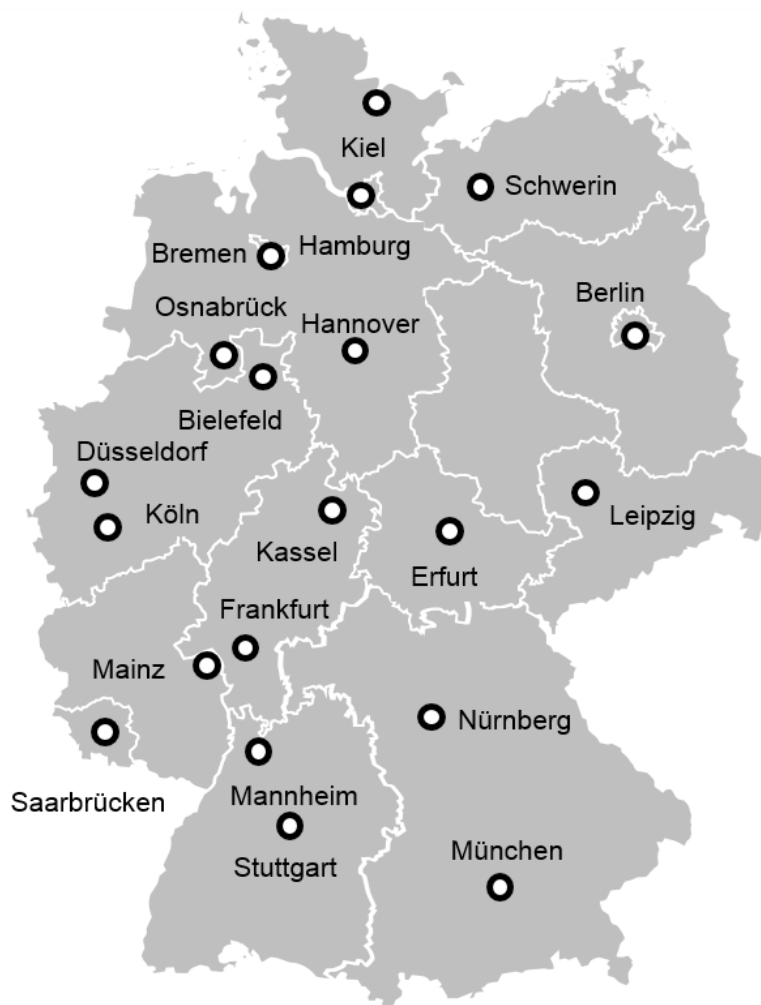 Kiel
Schwerin
Hamburg
Bremen
Berlin
Osnabrück
Hannover
Bielefeld
Düsseldorf
Köln
Leipzig
Kassel
Erfurt
Frankfurt
Mainz
Nürnberg
Saarbrücken
Mannheim
München
Stuttgart